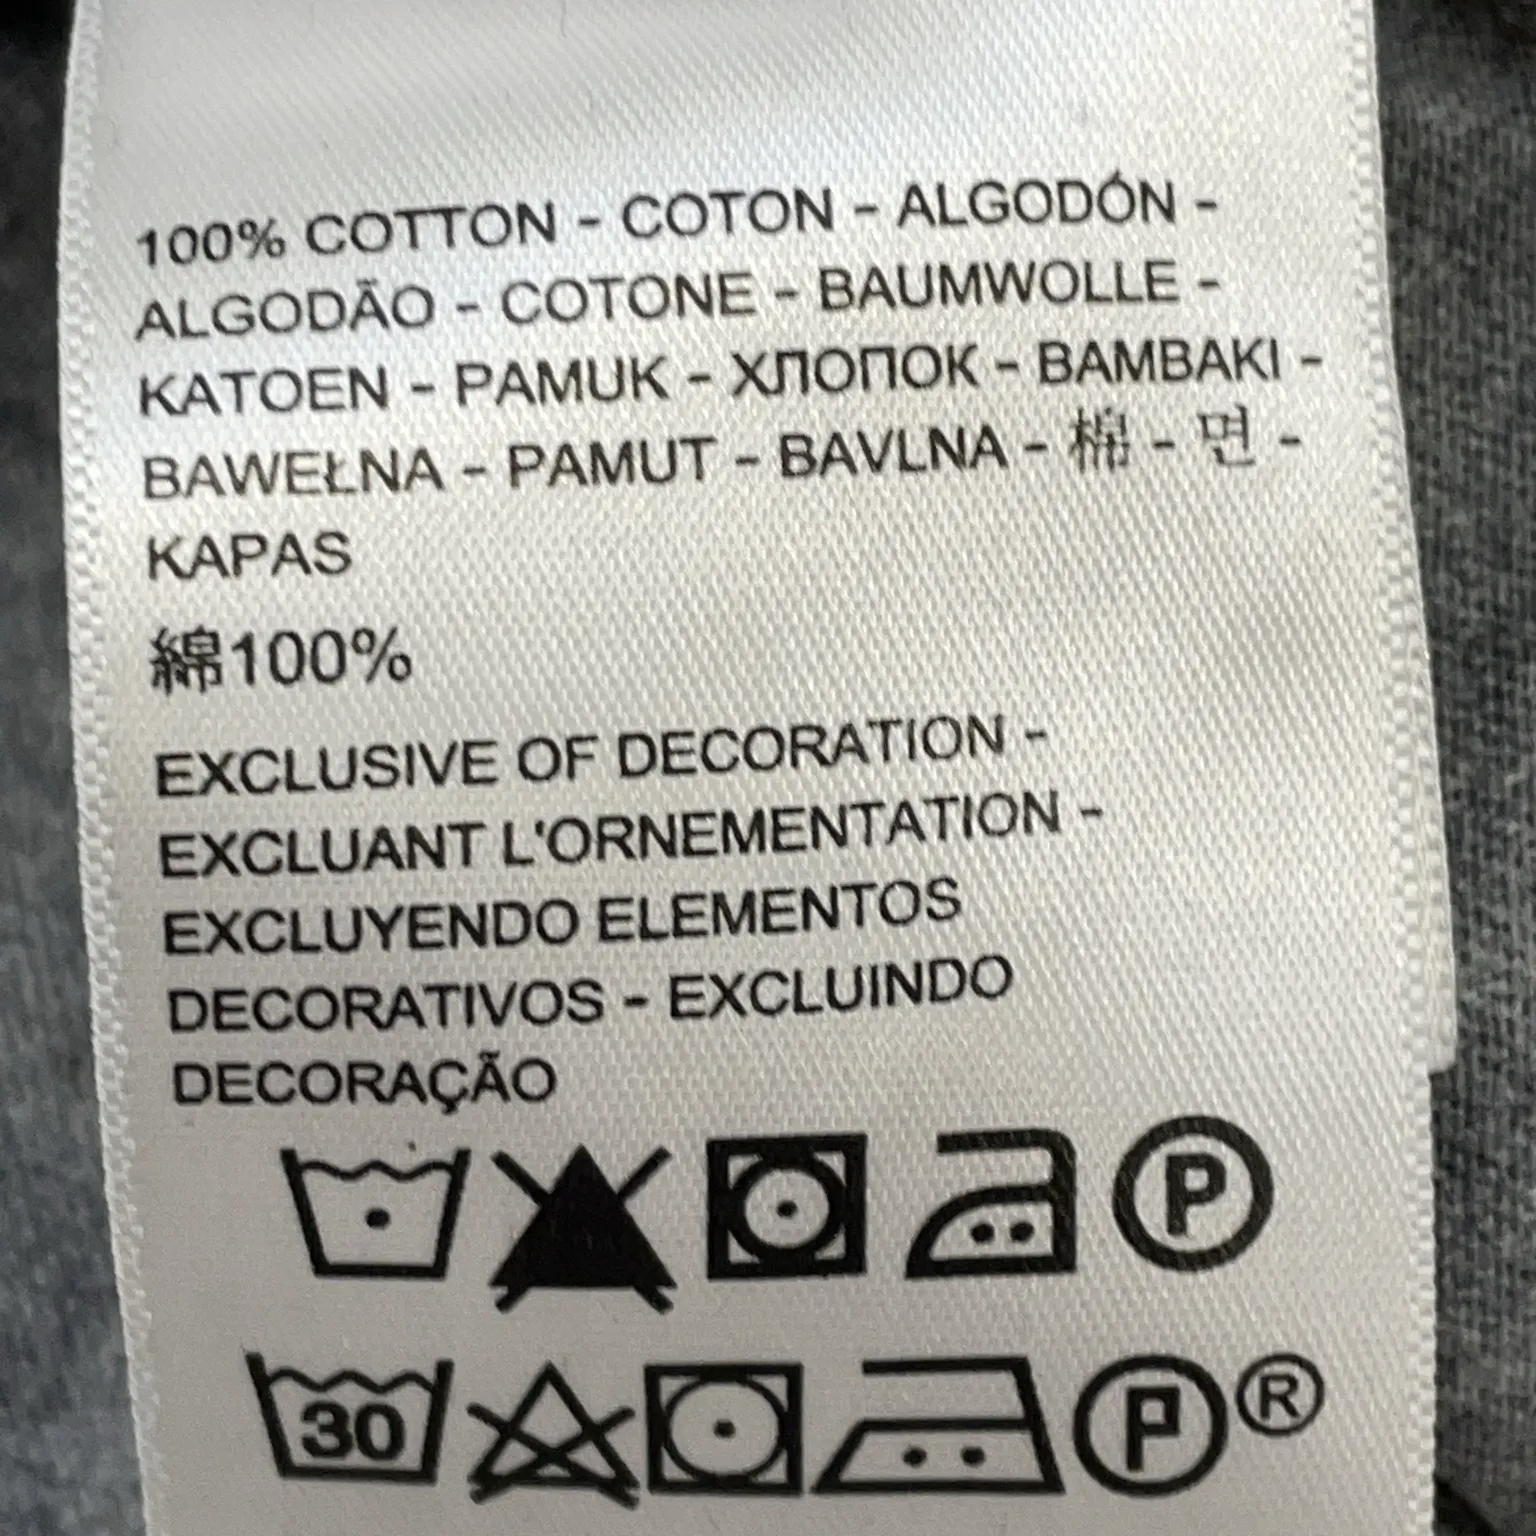 100% COTTON - COTON - ALGODÓN -
ALGODÃO - COTONE - BAUMWOLLE -
KATOEN - PAMUK - ХЛОПОК - BAMBAKI -
BAWEŁNA - PAMUT - BAVLNA - 棉 - 면 -
KAPAS
綿100%
EXCLUSIVE OF DECORATION -
EXCLUANT L'ORNEMENTATION -
EXCLUYENDO ELEMENTOS
DECORATIVOS - EXCLUINDO
DECORAÇÃO
P
30 P ®